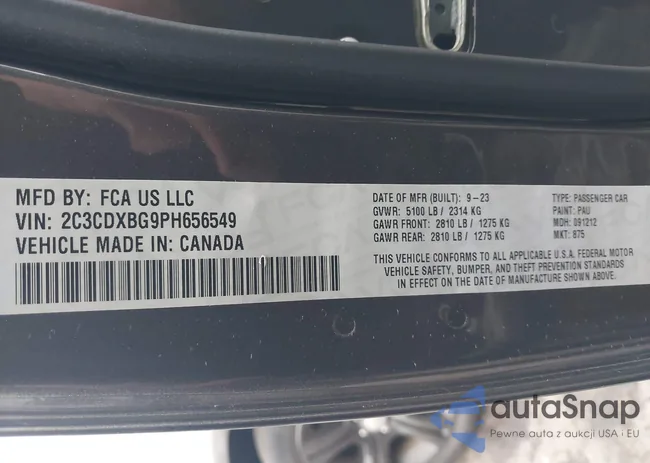 MFD BY: FCA US LLC
VIN: 2C3CDXBG9PH656549
VEHICLE MADE IN: CANADA
DATE OF MFR (BUILT): 9-23
GVWR: 5100 LB / 2314 KG
GAWR FRONT: 2810 LB / 1275 KG
GAWR REAR: 2810 LB / 1275 KG
TYPE: PASSENGER CAR
PAINT: PAU
MDH: 091212
MKT: 875
THIS VEHICLE CONFORMS TO ALL APPLICABLE U.S.A. FEDERAL MOTOR
VEHICLE SAFETY, BUMPER, AND THEFT PREVENTION STANDARDS
IN EFFECT ON THE DATE OF MANUFACTURE SHOWN ABOVE.
autaSnap
Pewne auta z aukcji USA i EU